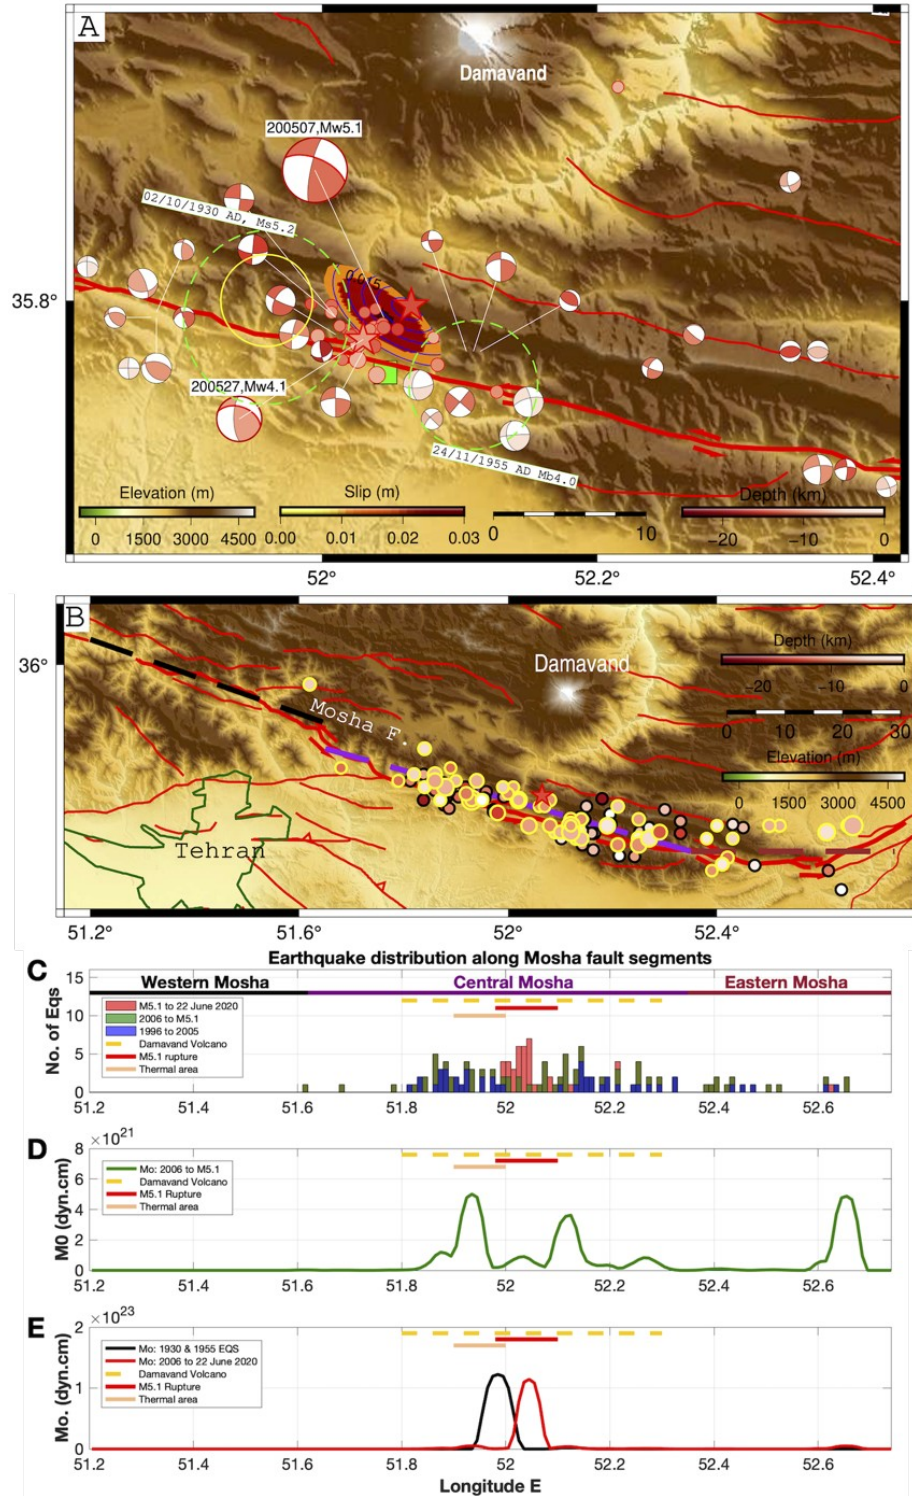 A
Damavand
200507,Mw5.1
02/10/1930 AD, Ms5.2
35.8°
200527,Mw4.1
24/11/1955 AD Mb4.0
Elevation (m)
0 1500 3000 4500
Slip (m)
0.00 0.01 0.02 0.03
0 10
Depth (km)
−20 −10 0
52° 52.2° 52.4°
B
36°
Damavand
Mosha F.
Tehran
Depth (km)
−20 −10 0
0 10 20 30
Elevation (m)
0 1500 3000 4500
51.2° 51.6° 52° 52.4°
Earthquake distribution along Mosha fault segments
C
No. of Eqs
15
10
5
0
Western Mosha Central Mosha Eastern Mosha
M5.1 to 22 June 2020
2006 to M5.1
1996 to 2005
Damavand Volcano
M5.1 rupture
Thermal area
51.2 51.4 51.6 51.8 52 52.2 52.4 52.6
×10²¹
D
M0 (dyn.cm)
8
6
4
2
0
Mo: 2006 to M5.1
Damavand Volcano
M5.1 Rupture
Thermal area
51.2 51.4 51.6 51.8 52 52.2 52.4 52.6
×10²³
E
Mo. (dyn.cm)
2
1
0
Mo: 1930 & 1955 EQS
Mo: 2006 to 22 June 2020
Damavand Volcano
M5.1 Rupture
Thermal area
51.2 51.4 51.6 51.8 52 52.2 52.4 52.6
Longitude E